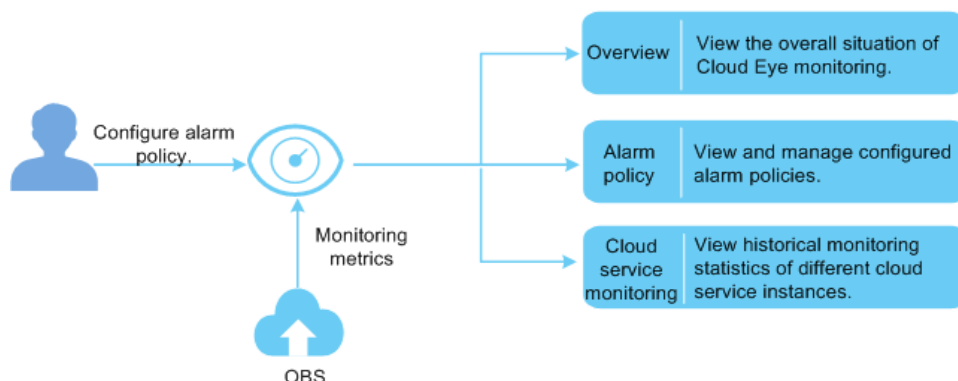 Overview
View the overall situation of
Cloud Eye monitoring.
Configure alarm
policy.
Alarm
policy
View and manage configured
alarm policies.
Monitoring
metrics
Cloud
service
monitoring
View historical monitoring
statistics of different cloud
service instances.
OBS